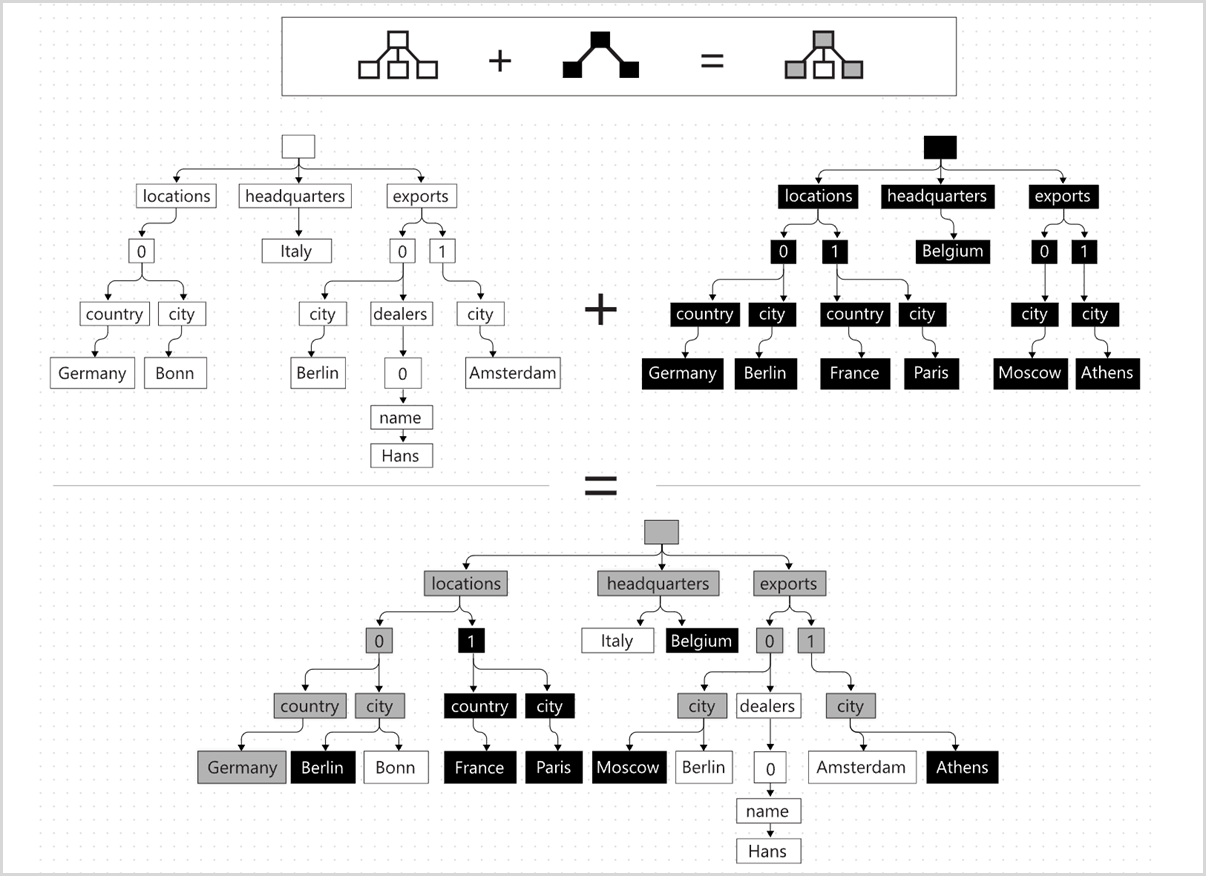 + =
locations headquarters exports
0 Italy 0 1
country city city dealers city
Germany Bonn Berlin 0 Amsterdam
name
Hans
+
locations headquarters exports
0 1 Belgium 0 1
country city country city city city
Germany Berlin France Paris Moscow Athens
=
locations headquarters exports
0 1 Italy Belgium 0 1
country city country city city dealers city
Germany Berlin Bonn France Paris Moscow Berlin 0 Amsterdam Athens
name
Hans